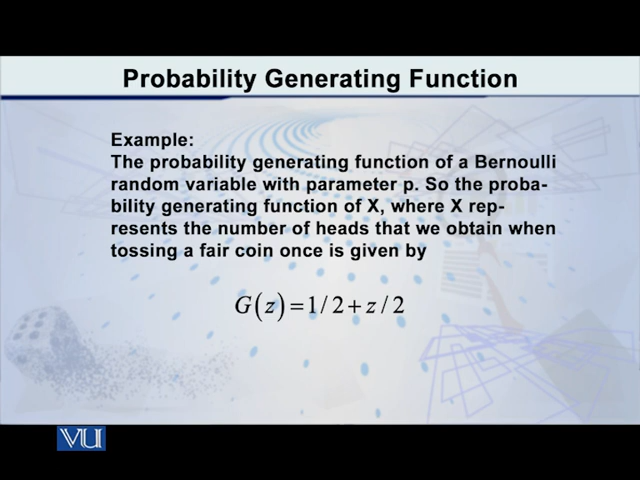 Probability Generating Function
Example:
The probability generating function of a Bernoulli
random variable with parameter p. So the proba-
bility generating function of X, where X rep-
resents the number of heads that we obtain when
tossing a fair coin once is given by
G(z)=1/2+z/2
VU